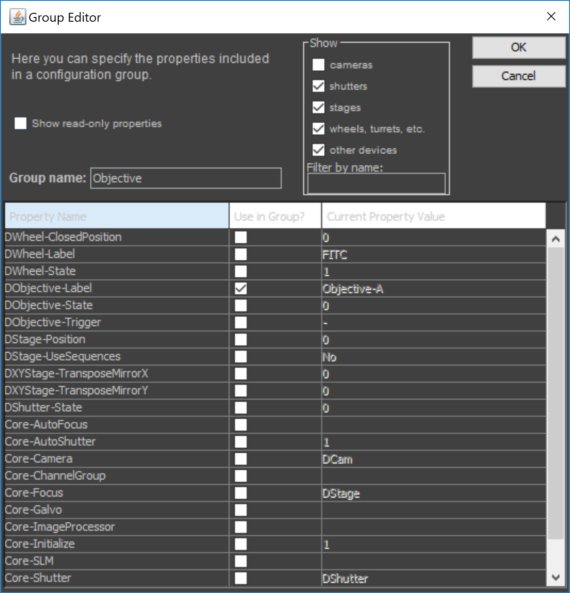 Group Editor
Here you can specify the properties included
in a configuration group.
Show read-only properties
Show
cameras
shutters
stages
wheels, turrets, etc.
other devices
Filter by name:
OK
Cancel
Group name: Objective
Property Name Use in Group? Current Property Value
DWheel-ClosedPosition 0
DWheel-Label FITC
DWheel-State 1
DObjective-Label Objective-A
DObjective-State 0
DObjective-Trigger -
DStage-Position 0
DStage-UseSequences No
DXYStage-TransposeMirrorX 0
DXYStage-TransposeMirrorY 0
DShutter-State 0
Core-AutoFocus
Core-AutoShutter 1
Core-Camera DCam
Core-ChannelGroup
Core-Focus DStage
Core-Galvo
Core-ImageProcessor
Core-Initialize 1
Core-SLM
Core-Shutter DShutter